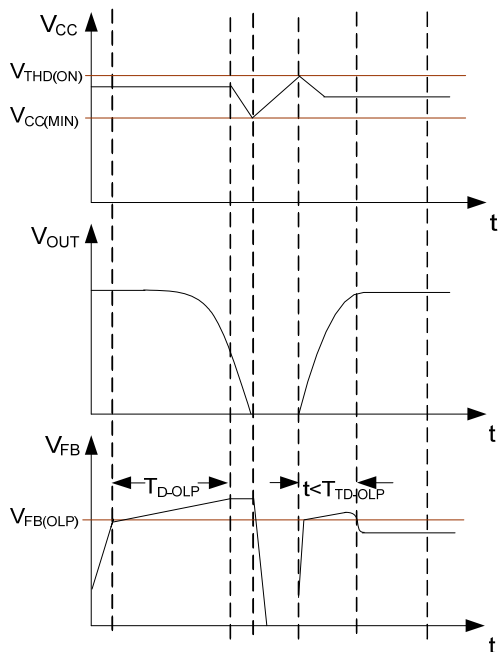 VCC
VTHD(ON)
VCC(MIN)
t
VOUT
t
VFB
TD-OLP
t<TTD-OLP
VFB(OLP)
t